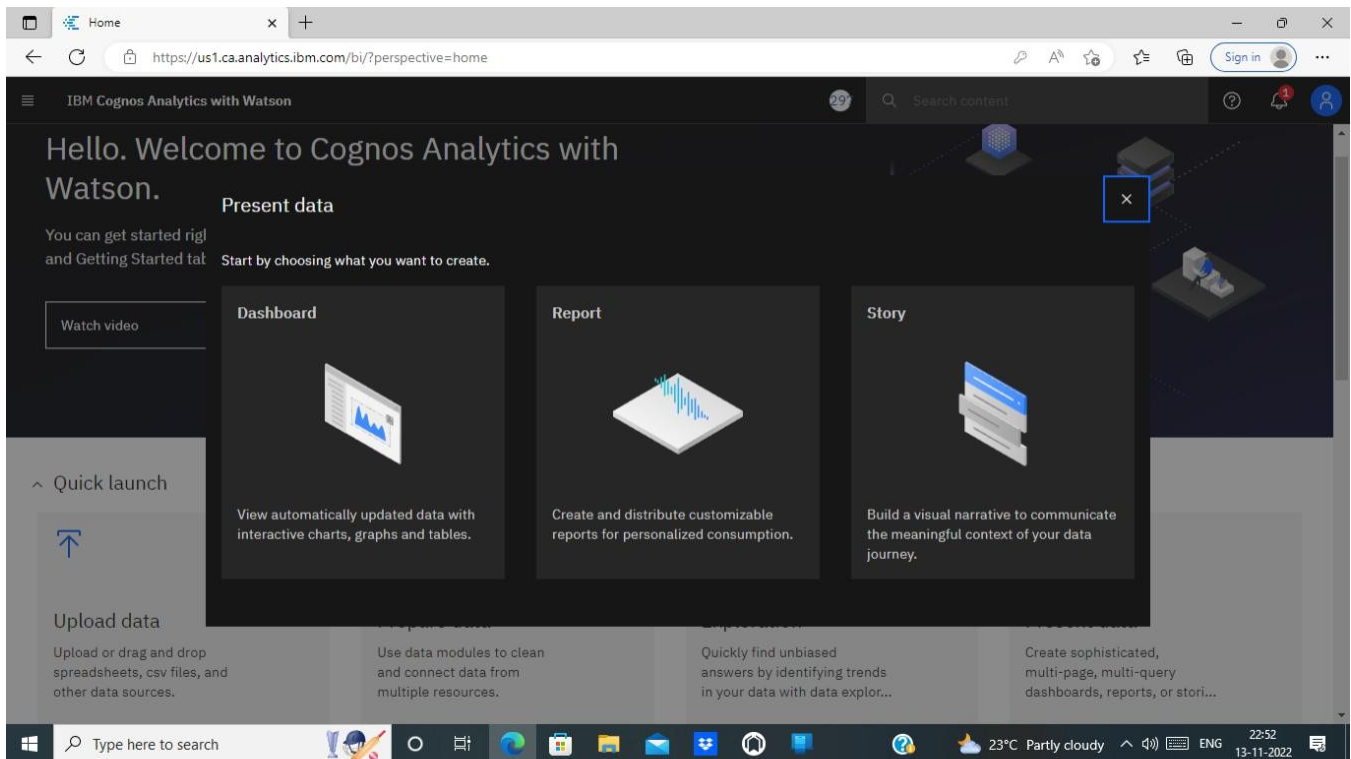 Home
https://us1.ca.analytics.ibm.com/bi/?perspective=home
Sign in
IBM Cognos Analytics with Watson
Search content
1
Hello. Welcome to Cognos Analytics with
Watson.
You can get started rigl
and Getting Started tab
Watch video
Present data
Start by choosing what you want to create.
Dashboard
View automatically updated data with
interactive charts, graphs and tables.
Report
Create and distribute customizable
reports for personalized consumption.
Story
Build a visual narrative to communicate
the meaningful context of your data
journey.
Quick launch
Upload data
Upload or drag and drop
spreadsheets, csv files, and
other data sources.
Use data modules to clean
and connect data from
multiple resources.
Quickly find unbiased
answers by identifying trends
in your data with data explor...
Create sophisticated,
multi-page, multi-query
dashboards, reports, or stori...
Type here to search
23°C Partly cloudy
ENG
22:52
13-11-2022